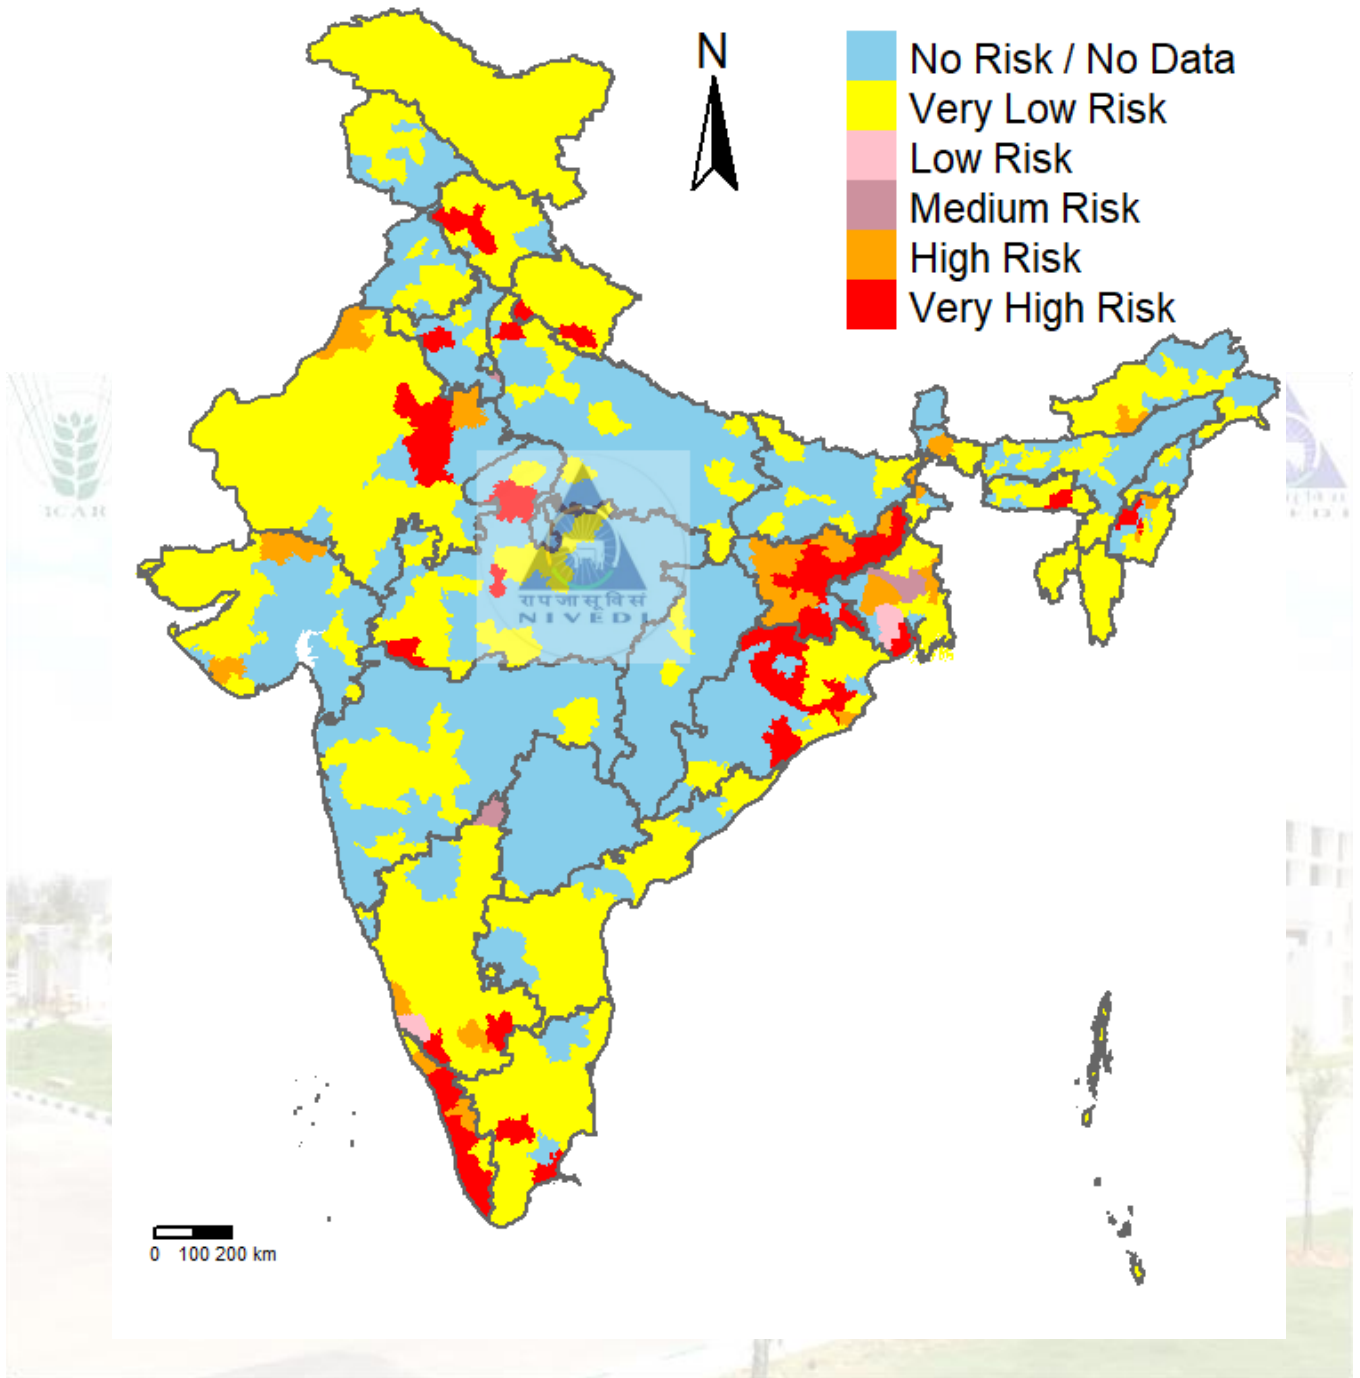 N
No Risk / No Data
Very Low Risk
Low Risk
Medium Risk
High Risk
Very High Risk
ICAR
रा प जा सू वि सं
NIVEDI
0 100 200 km